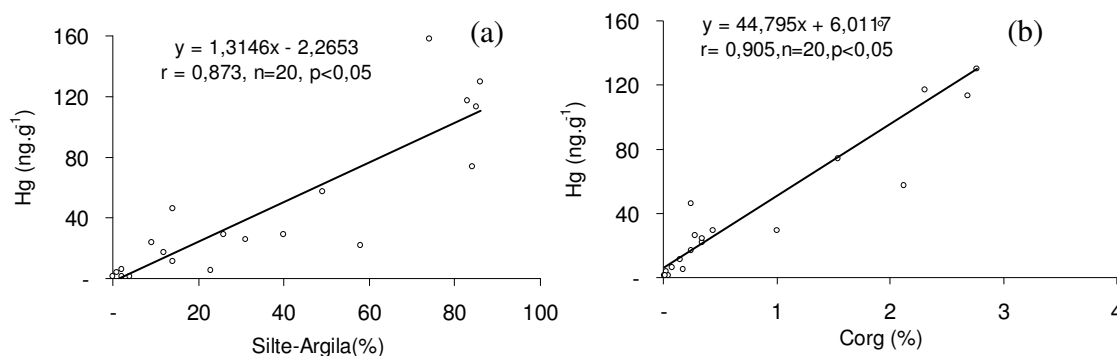 160
120
80
40
-
Hg (ng.g-1)
y = 1,3146x - 2,2653
r = 0,873, n=20, p<0,05
(a)
- 20 40 60 80 100
Silte-Argila(%)
160
120
80
40
-
Hg (ng.g-1)
y = 44,795x + 6,0117
r= 0,905,n=20,p<0,05
(b)
- 1 2 3 4
Corg (%)